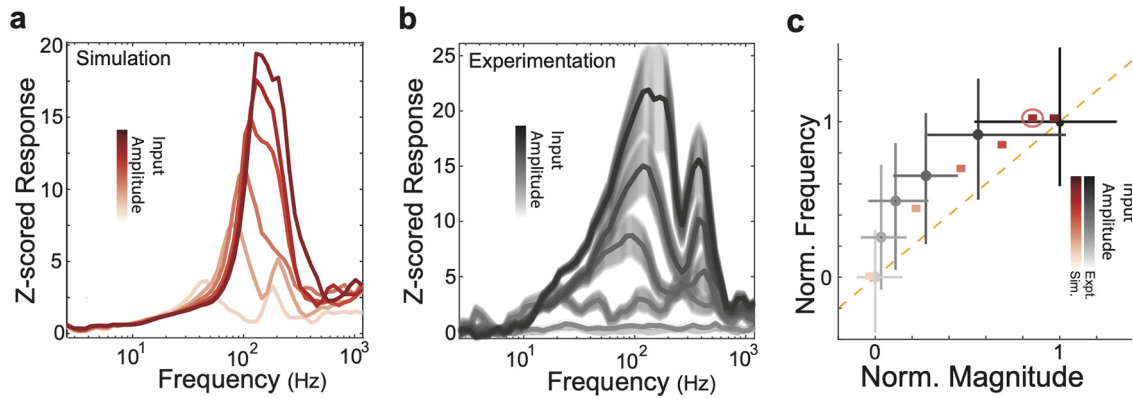 a
Simulation
20
15
10
5
0
Z-scored Response
Input
Amplitude
10¹
10²
10³
Frequency (Hz)
b
Experimentation
25
20
15
10
5
0
Z-scored Response
Input
Amplitude
10¹
10²
10³
Frequency (Hz)
c
1
0
Norm. Frequency
Input
Amplitude
Expt.
Sim.
0
1
Norm. Magnitude